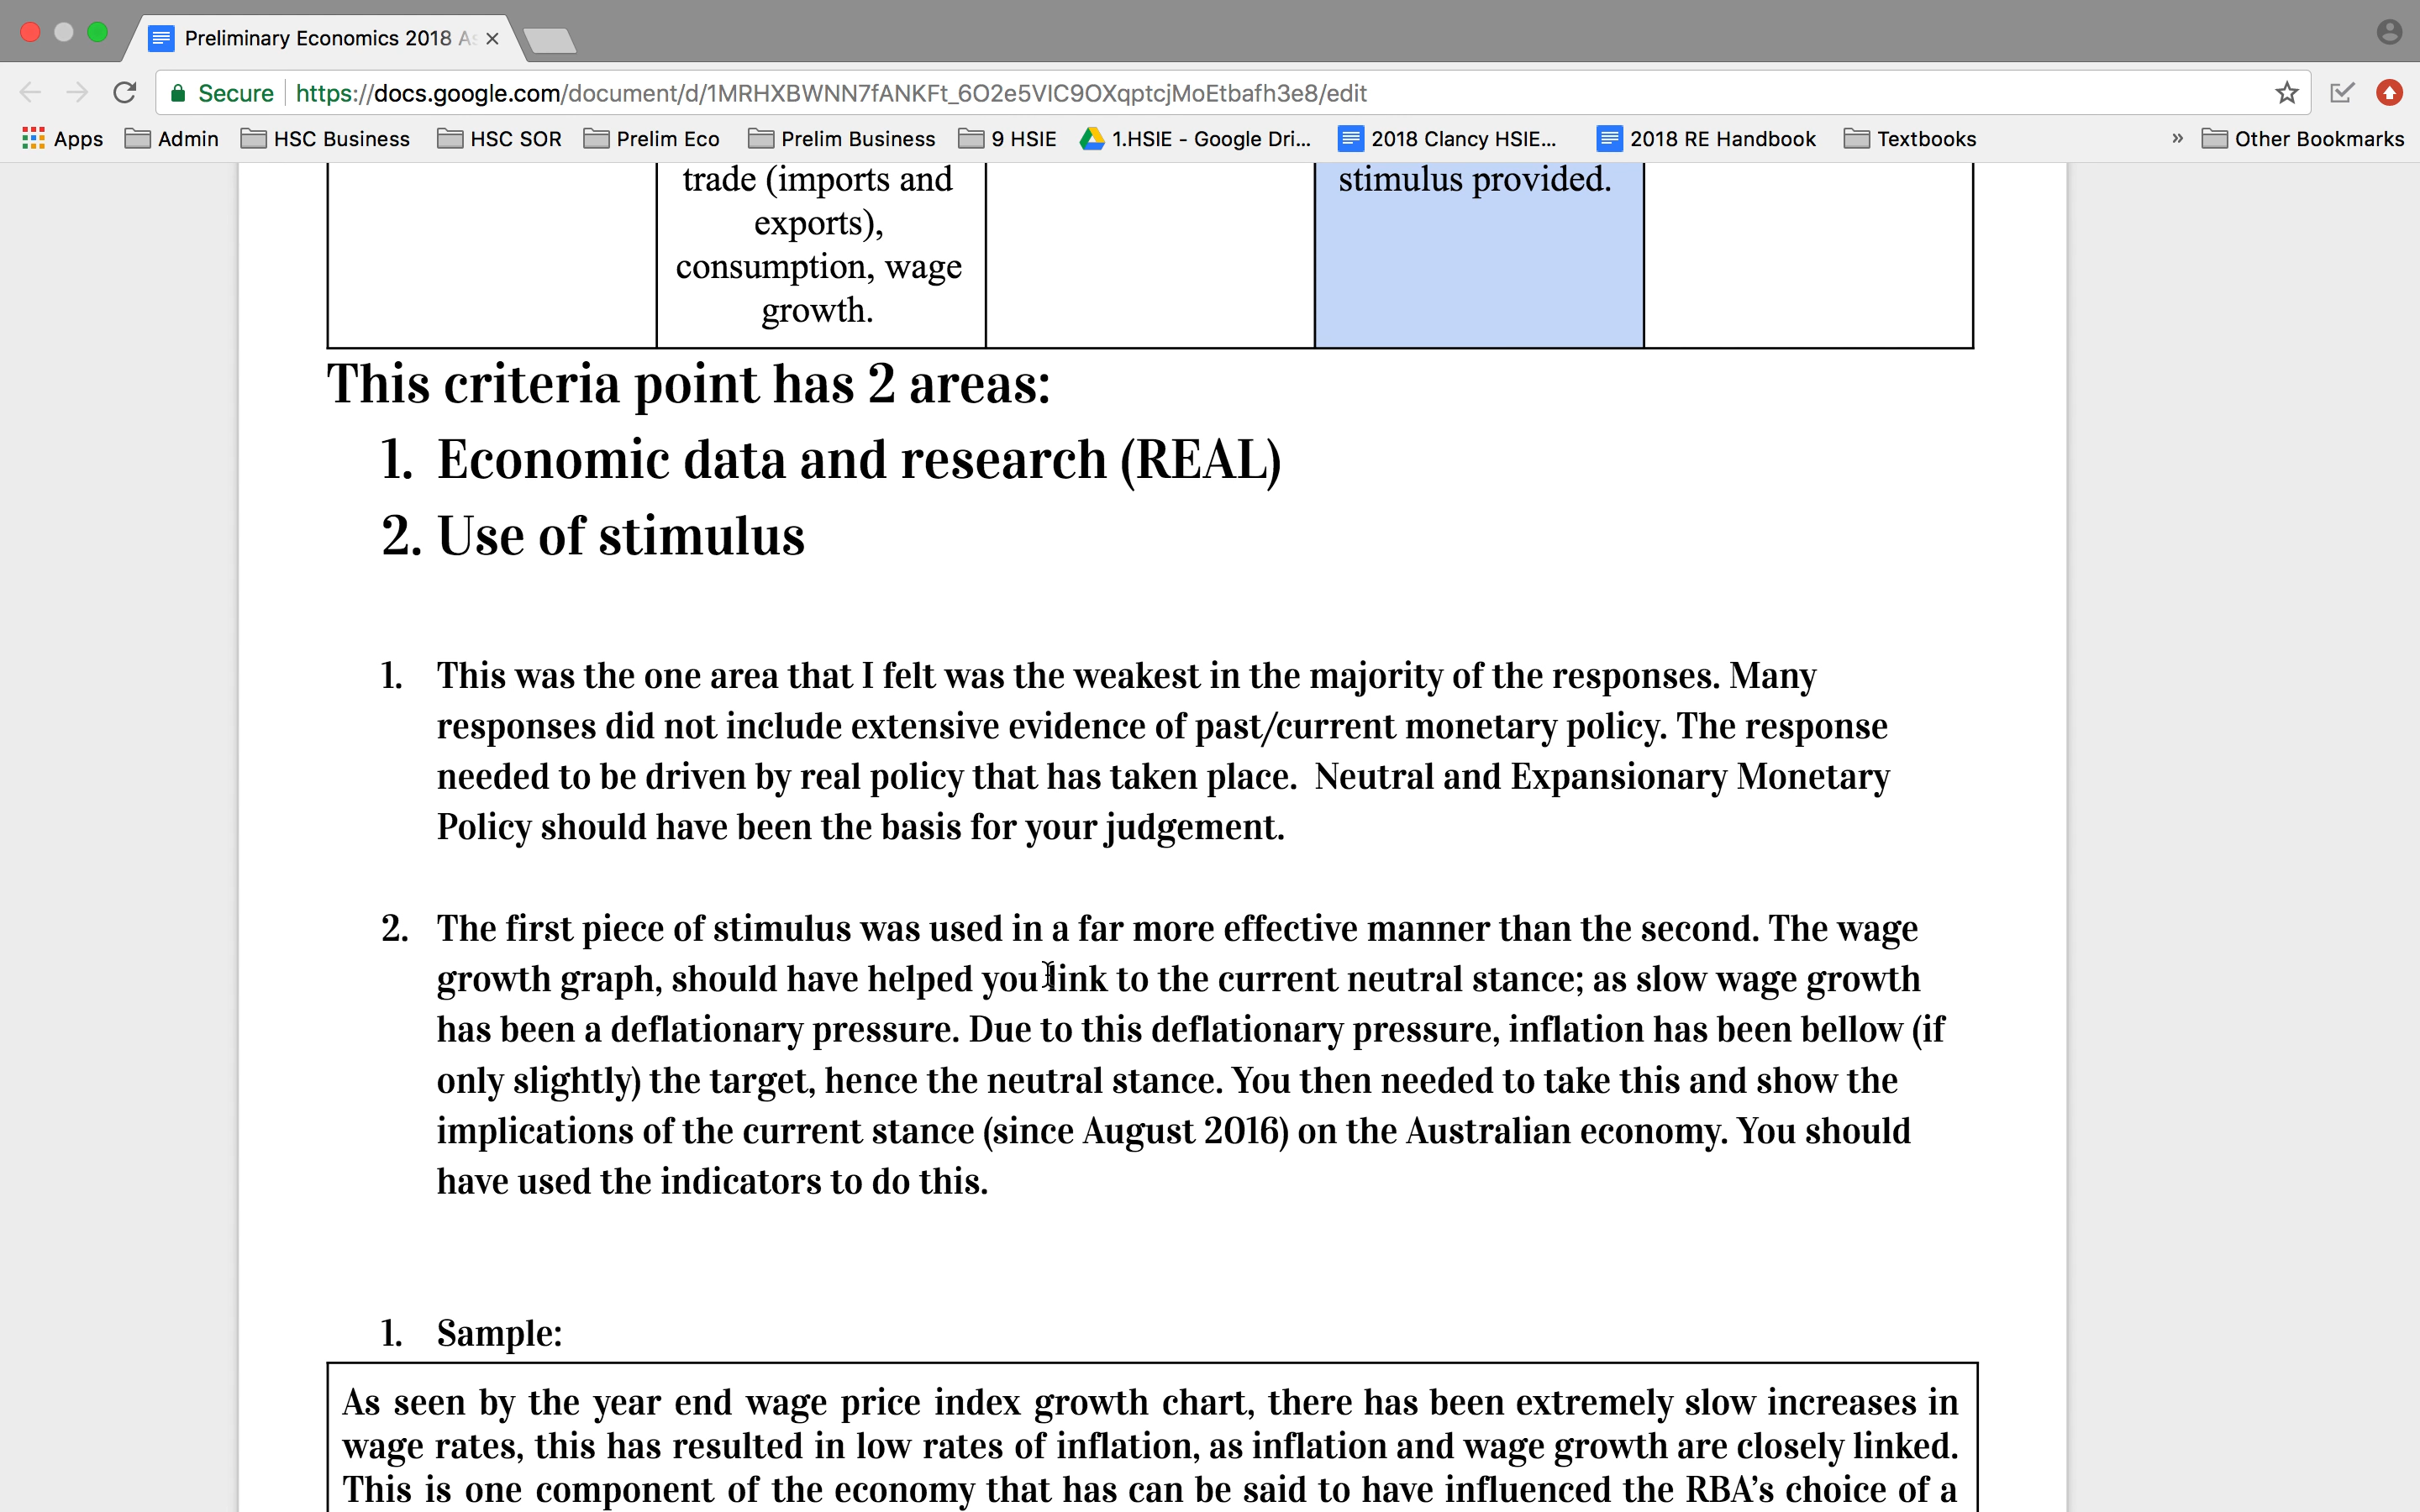 Preliminary Economics 2018 As
Secure https://docs.google.com/document/d/1MRHXBWNN7fANKFt_6O2e5VIC9OXqptcjMoEtbafh3e8/edit
Apps Admin HSC Business HSC SOR Prelim Eco Prelim Business 9 HSIE 1.HSIE - Google Dri... 2018 Clancy HSIE... 2018 RE Handbook Textbooks » Other Bookmarks
trade (imports and
exports),
consumption, wage
growth.
stimulus provided.
This criteria point has 2 areas:
1. Economic data and research (REAL)
2. Use of stimulus
1. This was the one area that I felt was the weakest in the majority of the responses. Many
responses did not include extensive evidence of past/current monetary policy. The response
needed to be driven by real policy that has taken place. Neutral and Expansionary Monetary
Policy should have been the basis for your judgement.
2. The first piece of stimulus was used in a far more effective manner than the second. The wage
growth graph, should have helped you link to the current neutral stance; as slow wage growth
has been a deflationary pressure. Due to this deflationary pressure, inflation has been bellow (if
only slightly) the target, hence the neutral stance. You then needed to take this and show the
implications of the current stance (since August 2016) on the Australian economy. You should
have used the indicators to do this.
1. Sample:
As seen by the year end wage price index growth chart, there has been extremely slow increases in
wage rates, this has resulted in low rates of inflation, as inflation and wage growth are closely linked.
This is one component of the economy that has can be said to have influenced the RBA's choice of a